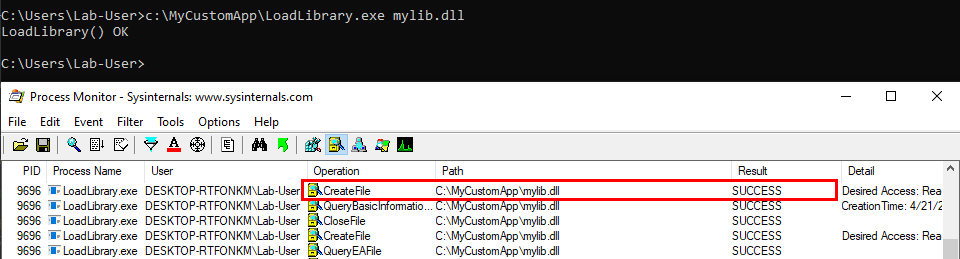 C:\Users\Lab-User>c:\MyCustomApp\LoadLibrary.exe mylib.dll
LoadLibrary() OK
C:\Users\Lab-User>
Process Monitor - Sysinternals: www.sysinternals.com
File Edit Event Filter Tools Options Help
PID Process Name User Operation Path Result Detail
9696 LoadLibrary.exe DESKTOP-RTFONKM\Lab-User CreateFile C:\MyCustomApp\mylib.dll SUCCESS Desired Access: Rea
9696 LoadLibrary.exe DESKTOP-RTFONKM\Lab-User QueryBasicInformatio... C:\MyCustomApp\mylib.dll SUCCESS Creation Time: 4/21/2
9696 LoadLibrary.exe DESKTOP-RTFONKM\Lab-User CloseFile C:\MyCustomApp\mylib.dll SUCCESS
9696 LoadLibrary.exe DESKTOP-RTFONKM\Lab-User CreateFile C:\MyCustomApp\mylib.dll SUCCESS Desired Access: Rea
9696 LoadLibrary.exe DESKTOP-RTFONKM\Lab-User QueryEAFile C:\MyCustomApp\mylib.dll SUCCESS